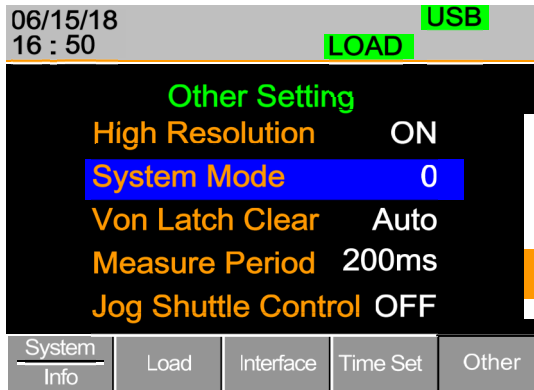 06/15/18
USB
16 : 50
LOAD
Other Setting
High Resolution ON
System Mode 0
Von Latch Clear Auto
Measure Period 200ms
Jog Shuttle Control OFF
System
Info
Load
Interface
Time Set
Other